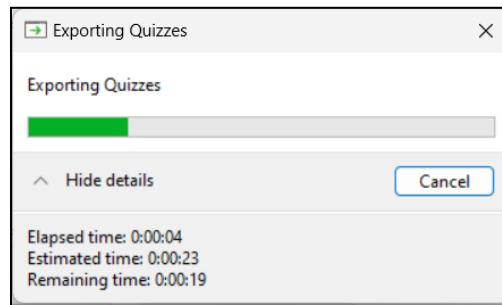 Exporting Quizzes
Exporting Quizzes
Hide details
Cancel
Elapsed time: 0:00:04
Estimated time: 0:00:23
Remaining time: 0:00:19